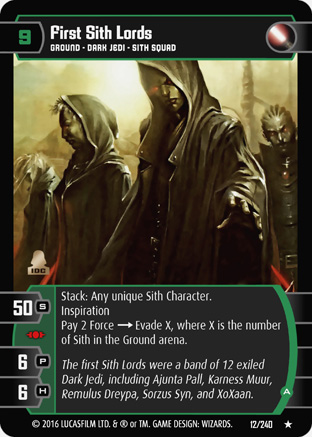 9
First Sith Lords
GROUND - DARK JEDI - SITH SQUAD
IDC
50 S
6 P
6 H
Stack: Any unique Sith Character.
Inspiration
Pay 2 Force → Evade X, where X is the number
of Sith in the Ground arena.
The first Sith Lords were a band of 12 exiled
Dark Jedi, including Ajunta Pall, Karness Muur,
Remulus Dreypa, Sorzus Syn, and XoXaan.
A
© 2016 LUCASFILM LTD. & ® or TM. GAME DESIGN: WIZARDS.
12/240